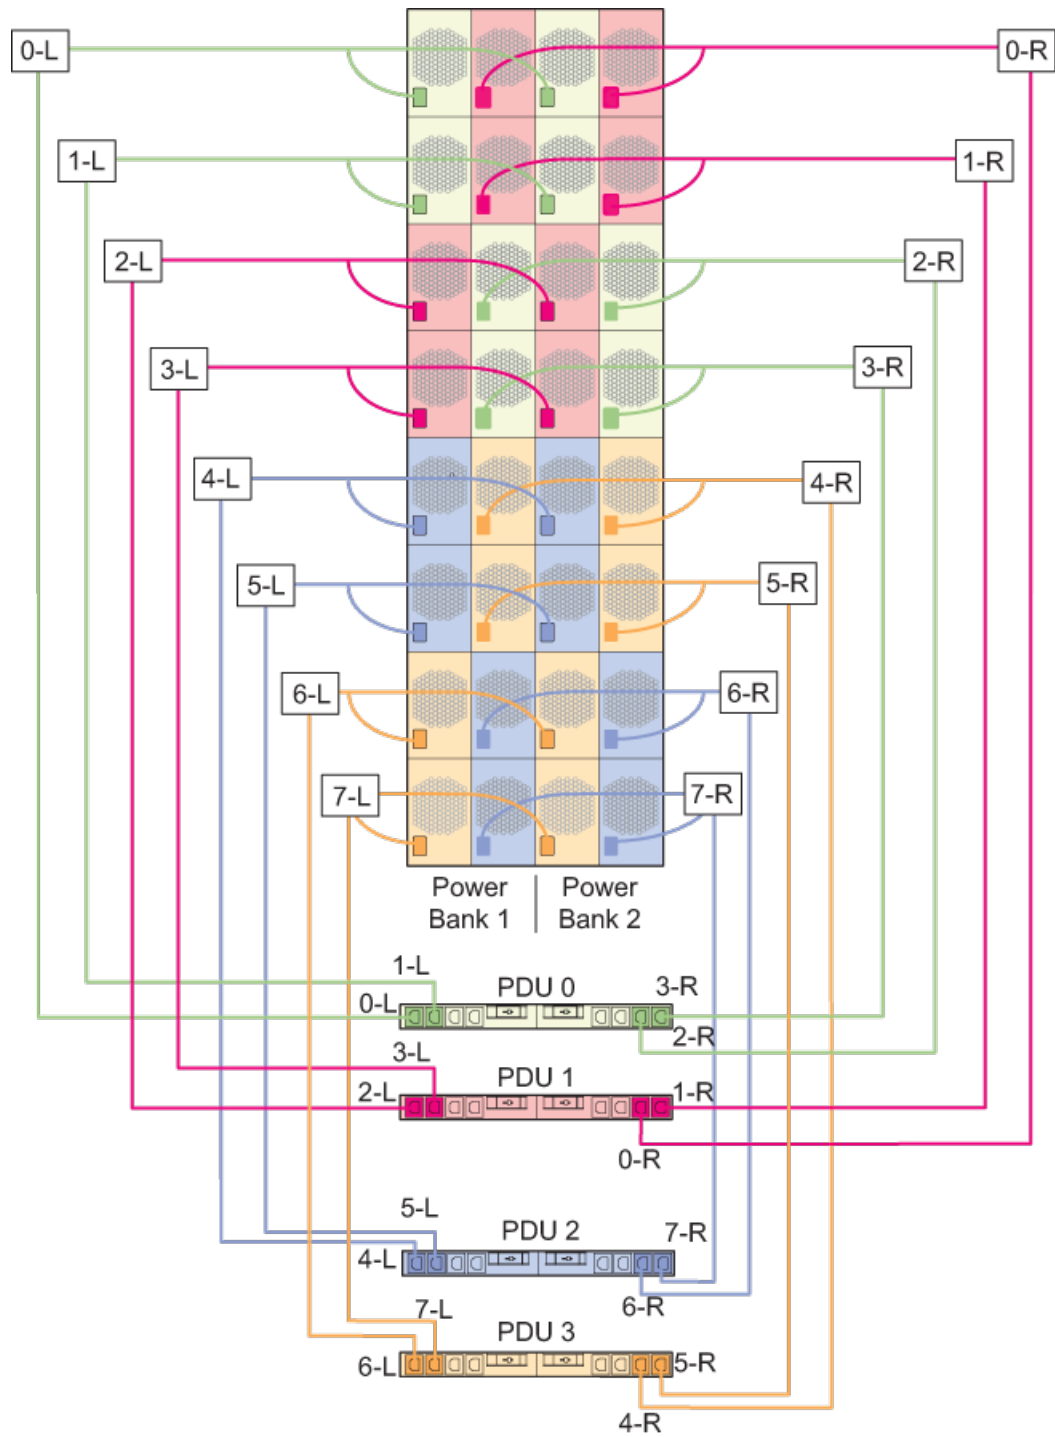 0-L
0-R
1-L
1-R
2-L
2-R
3-L
3-R
4-L
4-R
5-L
5-R
6-L
6-R
7-L
7-R
Power
Bank 1
Power
Bank 2
1-L
0-L
PDU 0
3-R
2-R
3-L
2-L
PDU 1
1-R
0-R
5-L
4-L
PDU 2
7-R
6-R
7-L
6-L
PDU 3
5-R
4-R